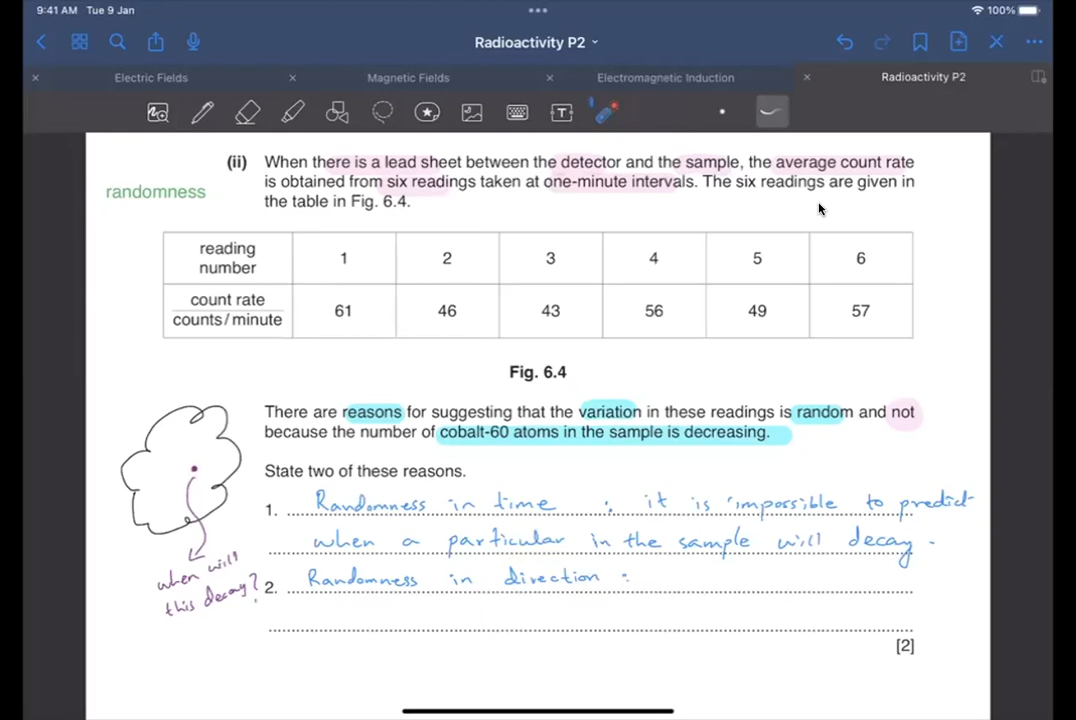 9:41 AM Tue 9 Jan
100%
Radioactivity P2
Electric Fields
Magnetic Fields
Electromagnetic Induction
Radioactivity P2
(ii) When there is a lead sheet between the detector and the sample, the average count rate
is obtained from six readings taken at one-minute intervals. The six readings are given in
the table in Fig. 6.4.
randomness
reading number 1 2 3 4 5 6
count rate counts/minute 61 46 43 56 49 57
Fig. 6.4
There are reasons for suggesting that the variation in these readings is random and not
because the number of cobalt-60 atoms in the sample is decreasing.
State two of these reasons.
1. Randomness in time : it is impossible to predict
when a particular in the sample will decay.
2. Randomness in direction :
when will
this decay?
[2]